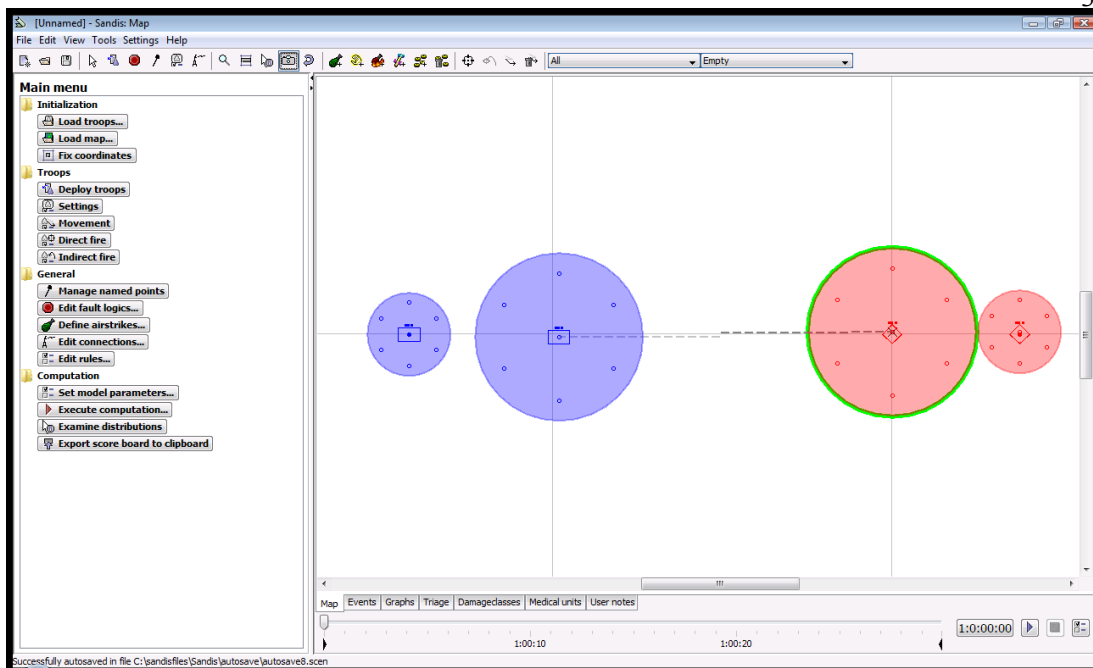 [Unnamed] - Sandis: Map
File Edit View Tools Settings Help
All
Empty
Main menu
Initialization
Load troops...
Load map...
Fix coordinates
Troops
Deploy troops
Settings
Movement
Direct fire
Indirect fire
General
Manage named points
Edit fault logics...
Define airstrikes...
Edit connections...
Edit rules...
Computation
Set model parameters...
Execute computation...
Examine distributions
Export score board to clipboard
Map Events Graphs Triage Damageclasses Medical units User notes
1:00:10 1:00:20
1:0:00:00
Successfully autosaved in file C:\sandisfiles\Sandis\autosave\autosave8.scen